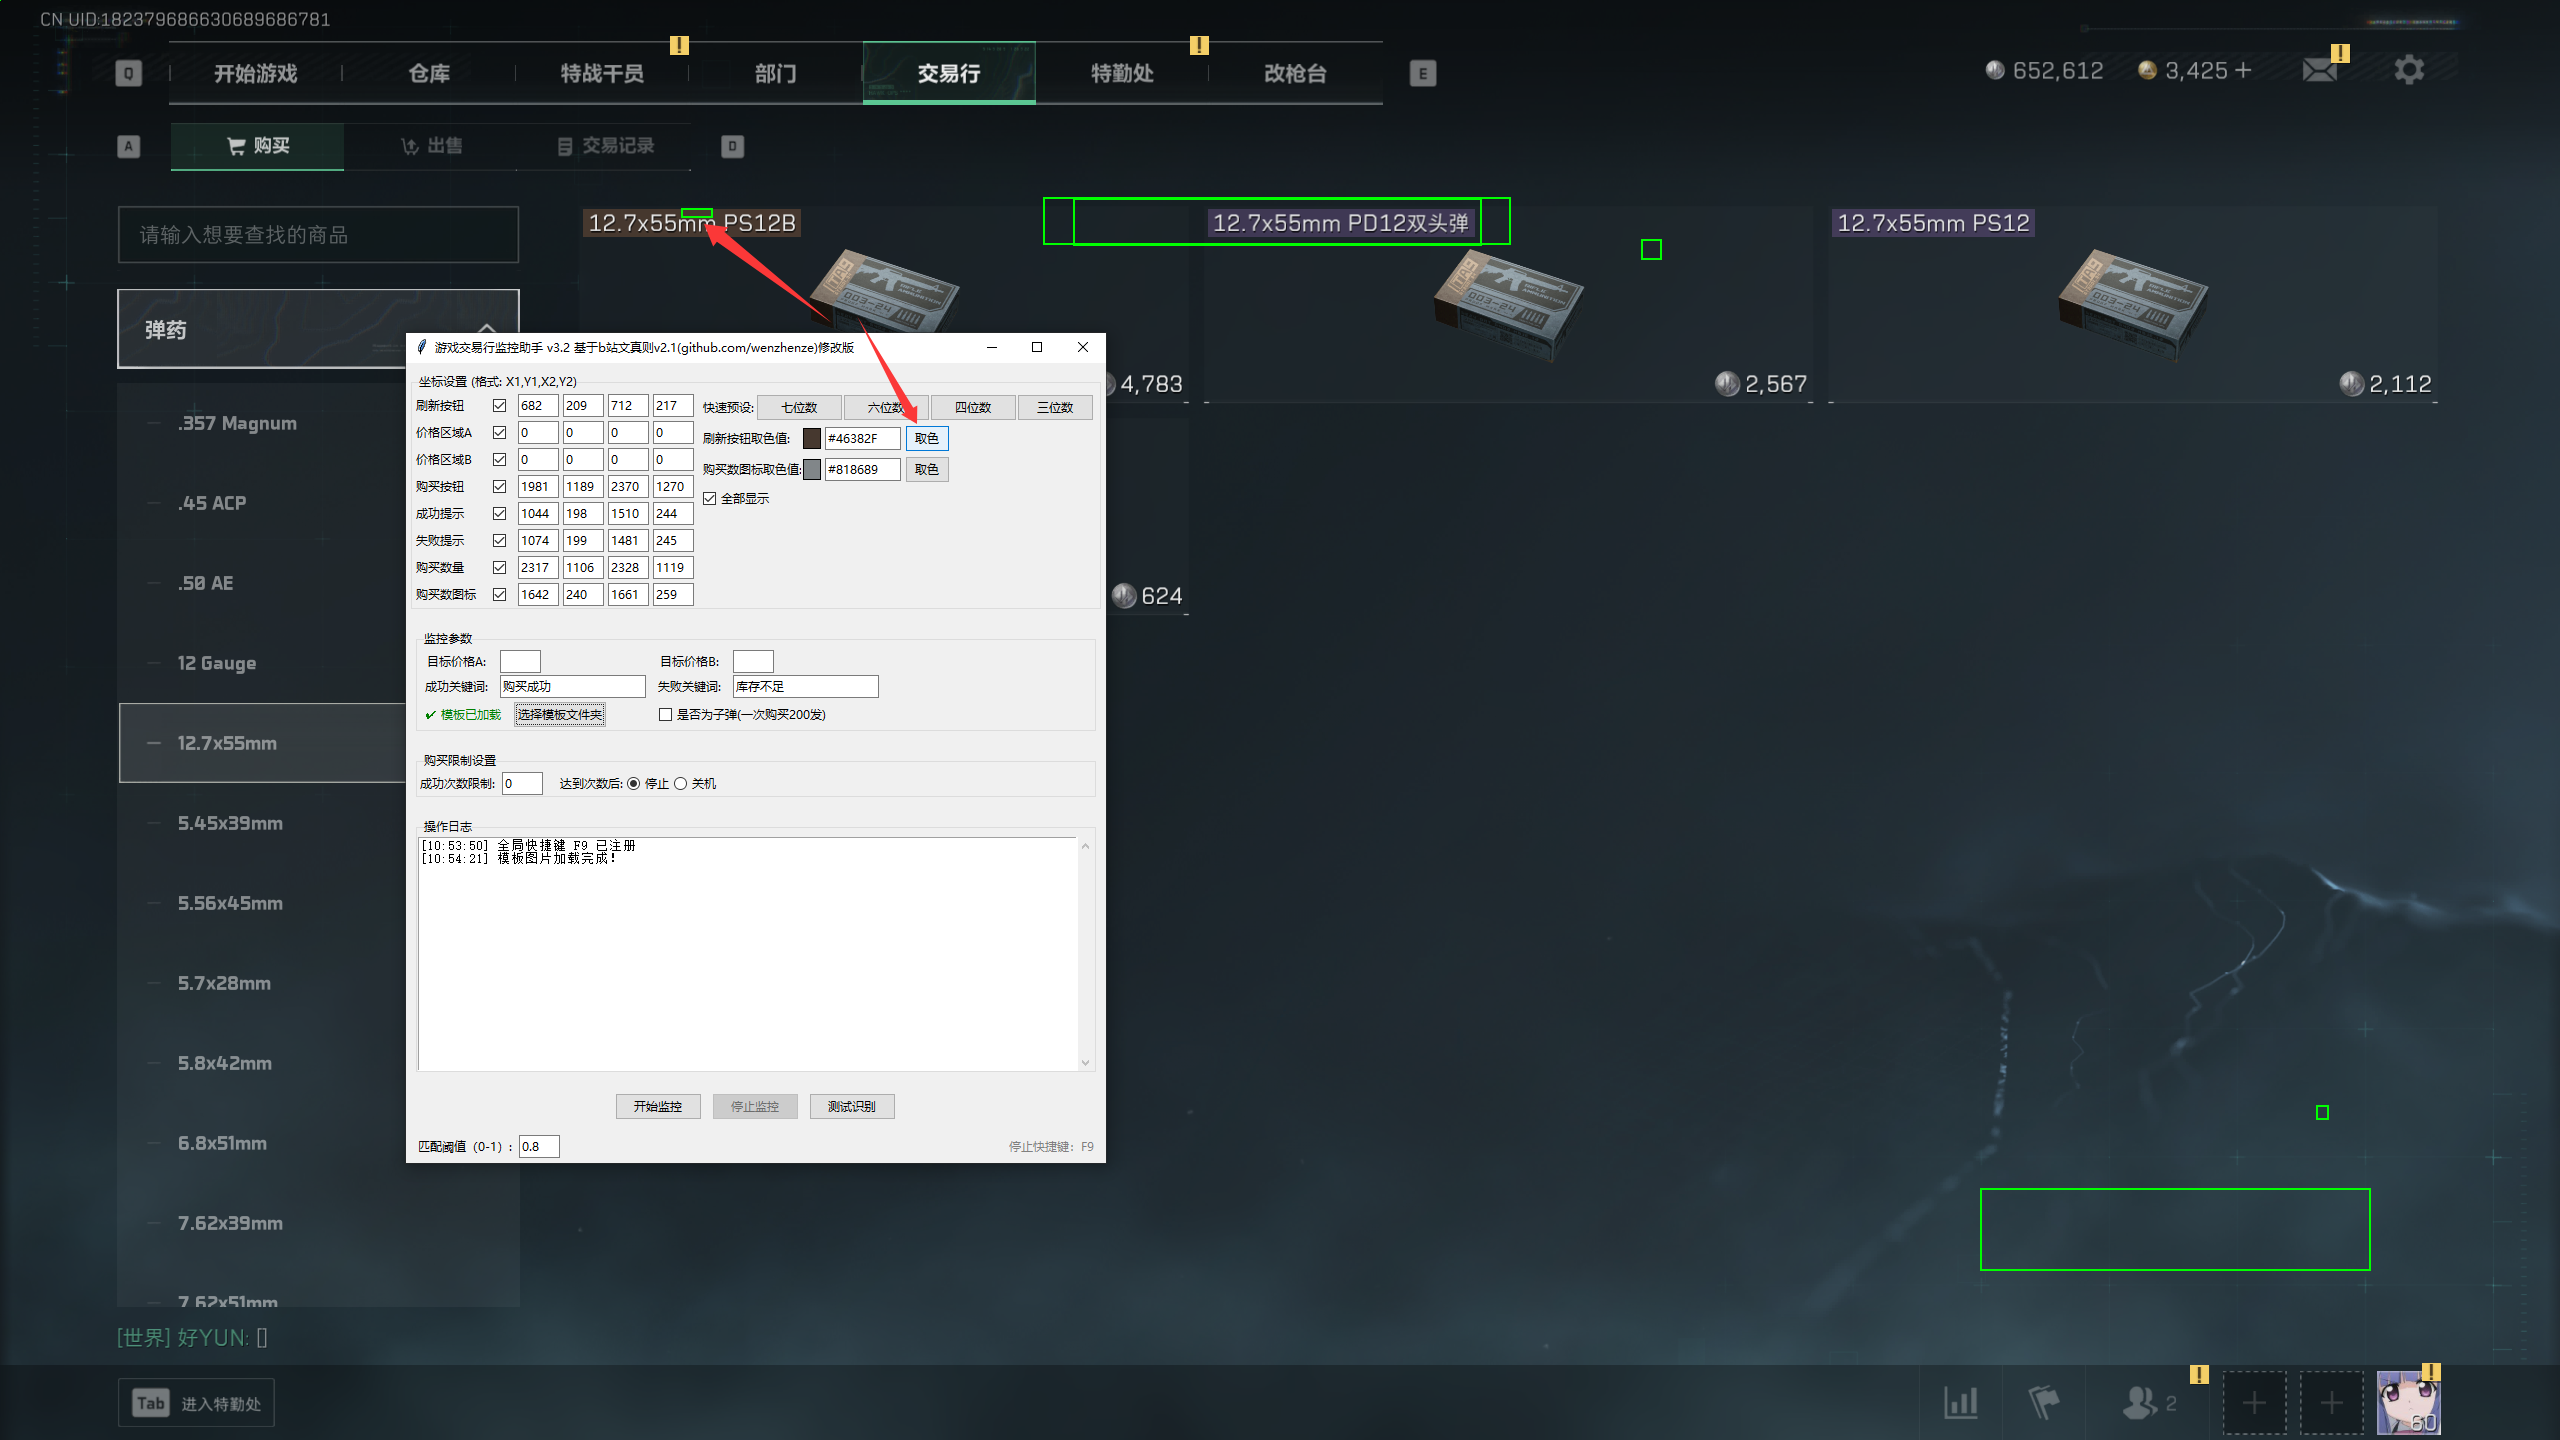 CN UID:182379686630689686781
Q
开始游戏
仓库
特战干员
部门
交易行
特勤处
改枪台
E
652,612
3,425 +
A
购买
出售
交易记录
D
请输入想要查找的商品
弹药
.357 Magnum
.45 ACP
.50 AE
12 Gauge
12.7x55mm
5.45x39mm
5.56x45mm
5.7x28mm
5.8x42mm
6.8x51mm
7.62x39mm
7.62x51mm
12.7x55mm PS12B
12.7x55mm PD12双头弹
12.7x55mm PS12
4,783
2,567
2,112
624
游戏交易行监控助手 v3.2 基于b站文真则v2.1(github.com/wenzhenze)修改版
坐标设置 (格式: X1,Y1,X2,Y2)
刷新按钮 682 209 712 217
价格区域A 0 0 0 0
价格区域B 0 0 0 0
购买按钮 1981 1189 2370 1270
成功提示 1044 198 1510 244
失败提示 1074 199 1481 245
购买数量 2317 1106 2328 1119
购买数图标 1642 240 1661 259
快速预设: 七位数 六位数 四位数 三位数
刷新按钮取色值: #46382F 取色
购买数图标取色值: #818689 取色
全部显示
监控参数
目标价格A: 目标价格B:
成功关键词: 购买成功 失败关键词: 库存不足
✔ 模板已加载 选择模板文件夹 是否为子弹(一次购买200发)
购买限制设置
成功次数限制: 0 达到次数后: 停止 关机
操作日志
[10:53:50] 全局快捷键 F9 已注册
[10:54:21] 模板图片加载完成!
开始监控 停止监控 测试识别
匹配阈值 (0-1) : 0.8
停止快捷键: F9
[世界] 好YUN: []
Tab 进入特勤处
2
60